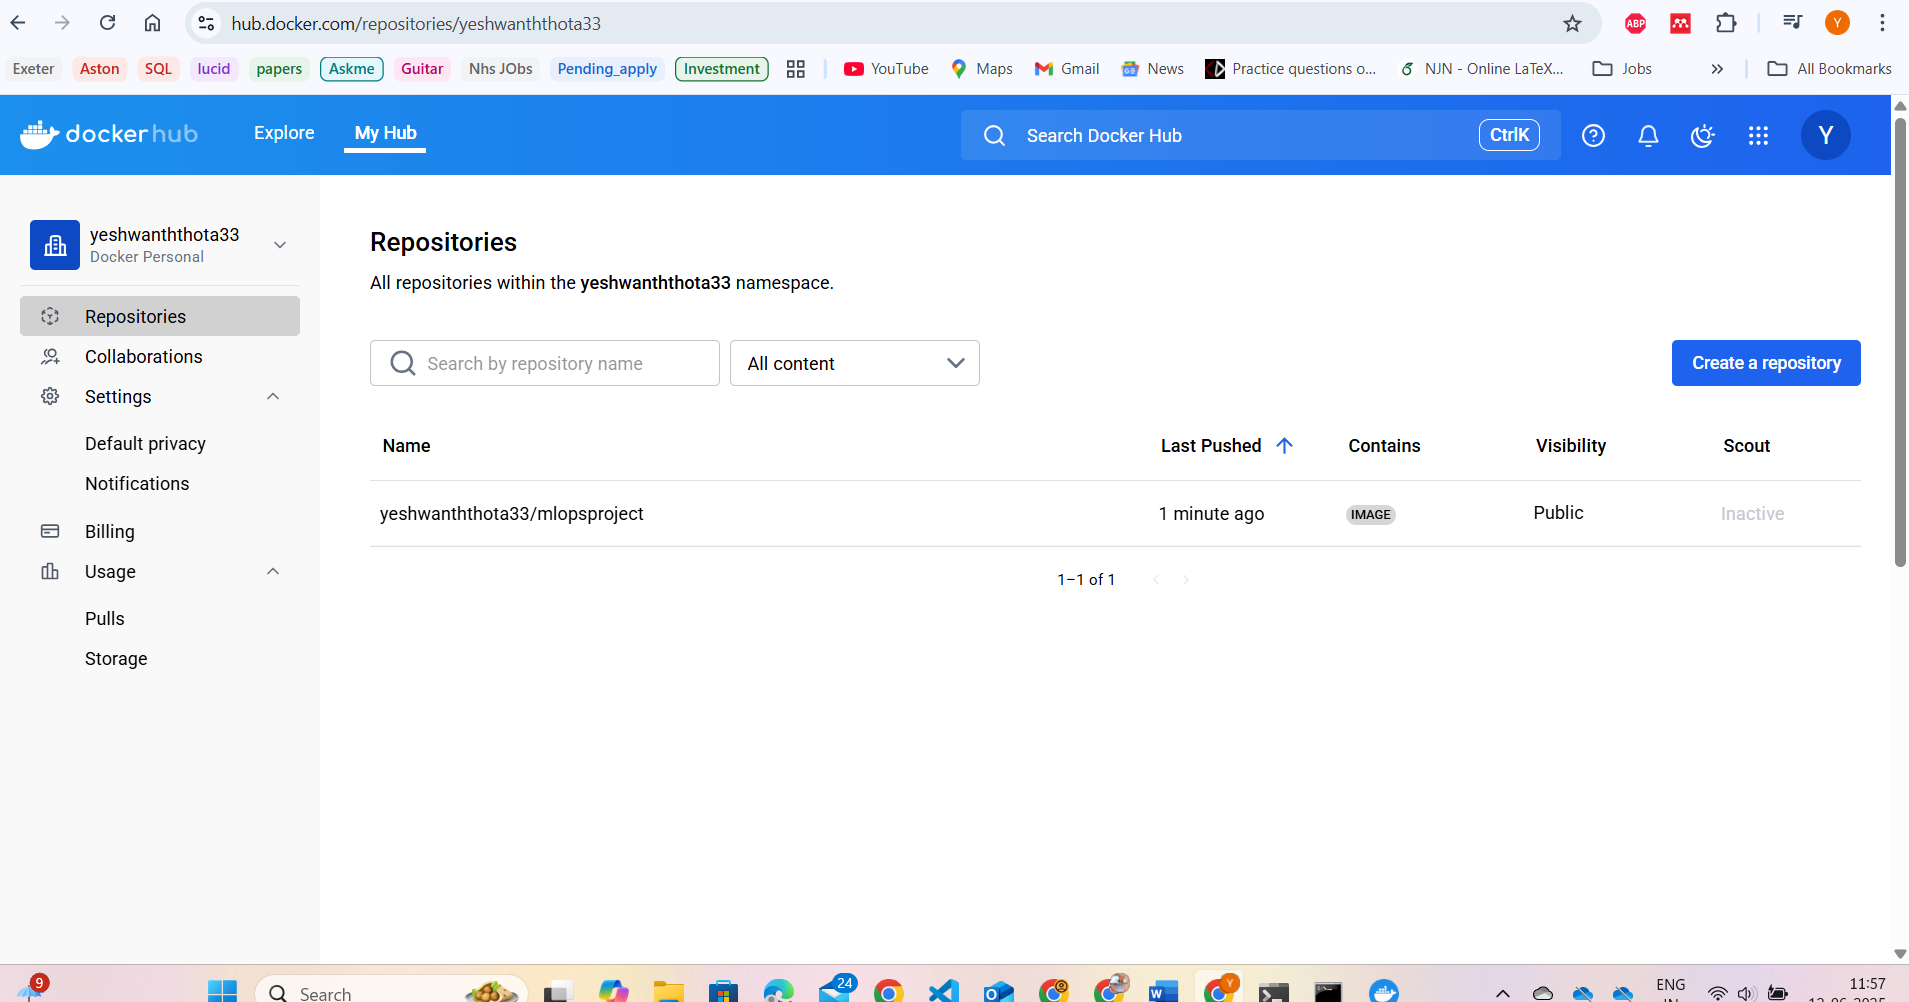 hub.docker.com/repositories/yeshwanththota33
Exeter Aston SQL lucid papers Askme Guitar Nhs JObs Pending_apply Investment YouTube Maps Gmail News Practice questions o... NJN - Online LaTeX... Jobs » All Bookmarks
ABP
Y
dockerhub Explore My Hub Search Docker Hub CtrlK Y
yeshwanththota33
Docker Personal
Repositories
Collaborations
Settings
Default privacy
Notifications
Billing
Usage
Pulls
Storage
Repositories
All repositories within the yeshwanththota33 namespace.
Search by repository name All content Create a repository
Name Last Pushed Contains Visibility Scout
yeshwanththota33/mlopsproject 1 minute ago IMAGE Public Inactive
1–1 of 1
9 Search 24 Y ENG 11:57